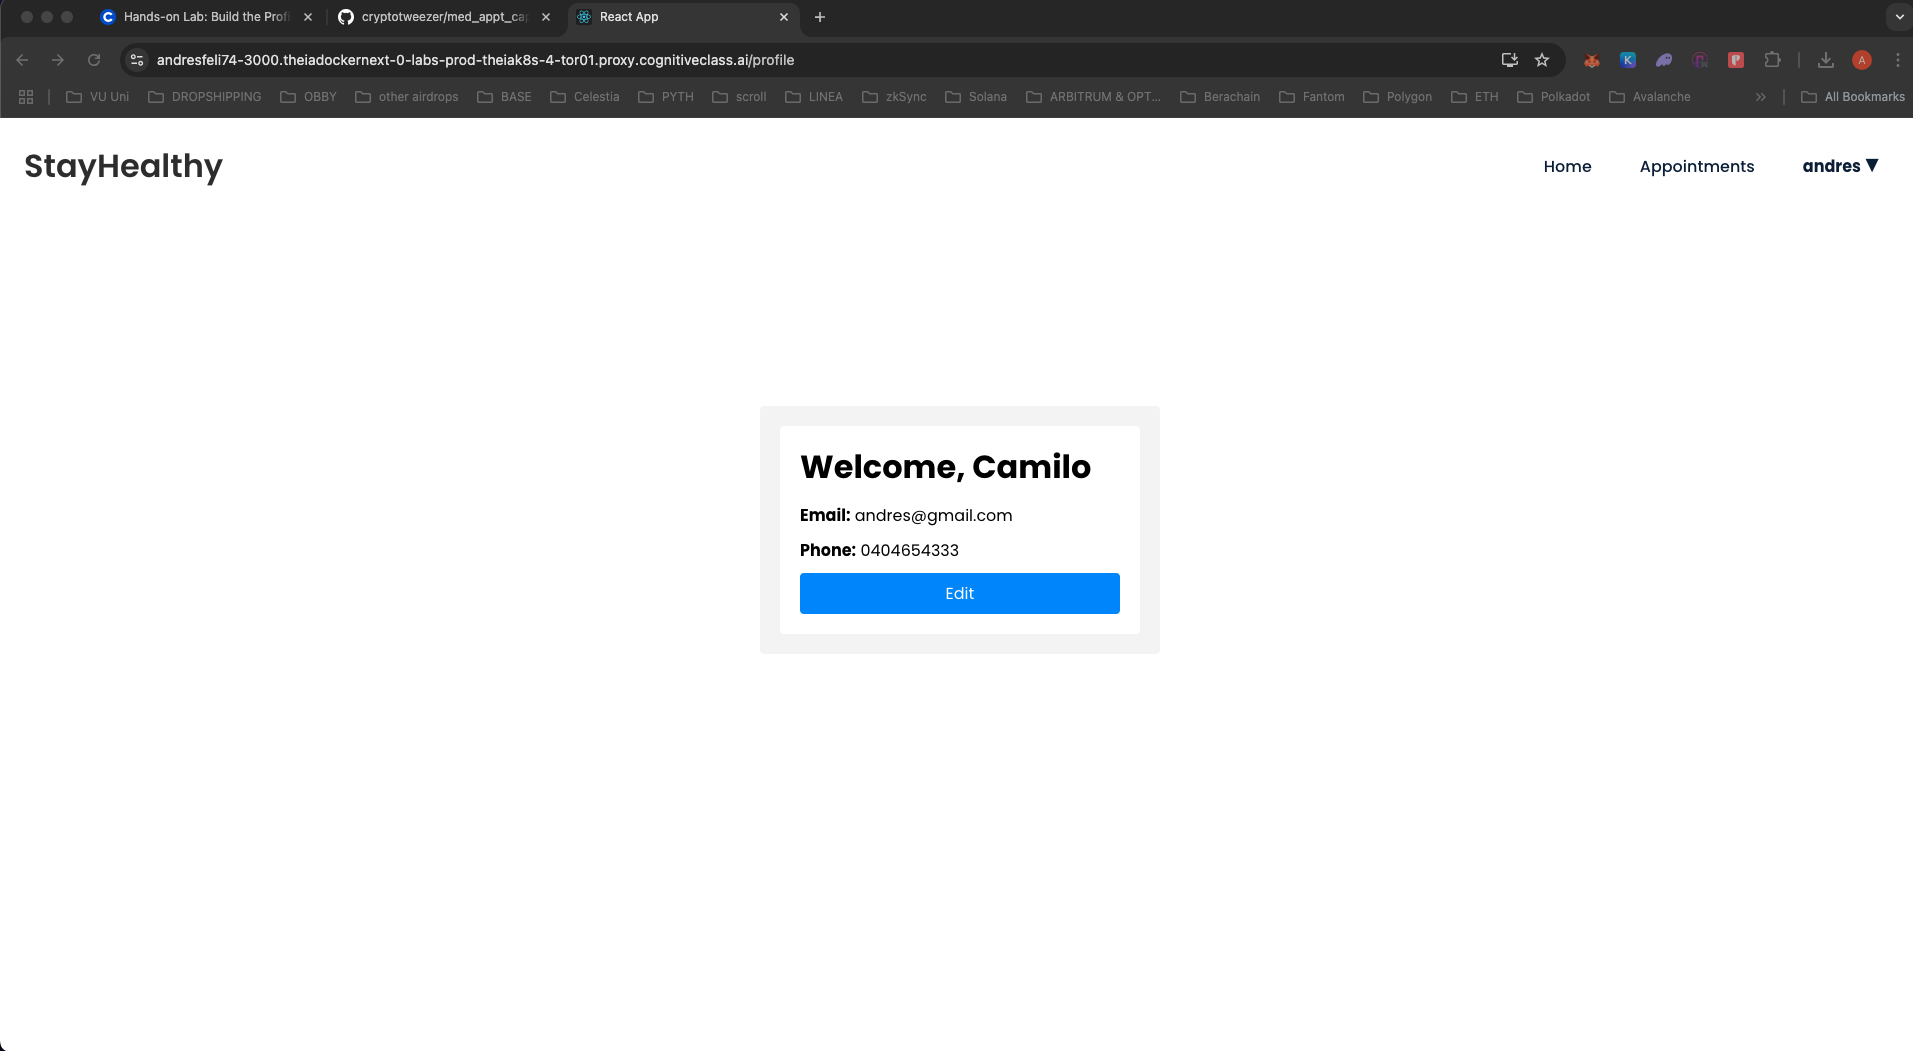 Hands-on Lab: Build the Profi
cryptotweezer/med_appt_cap
React App
andresfeli74-3000.theiadockernext-0-labs-prod-theiak8s-4-tor01.proxy.cognitiveclass.ai/profile
A
VU Uni DROPSHIPPING OBBY other airdrops BASE Celestia PYTH scroll LINEA zkSync Solana ARBITRUM & OPT... Berachain Fantom Polygon ETH Polkadot Avalanche » All Bookmarks
StayHealthy
Home Appointments andres ▼
Welcome, Camilo
Email: andres@gmail.com
Phone: 0404654333
Edit